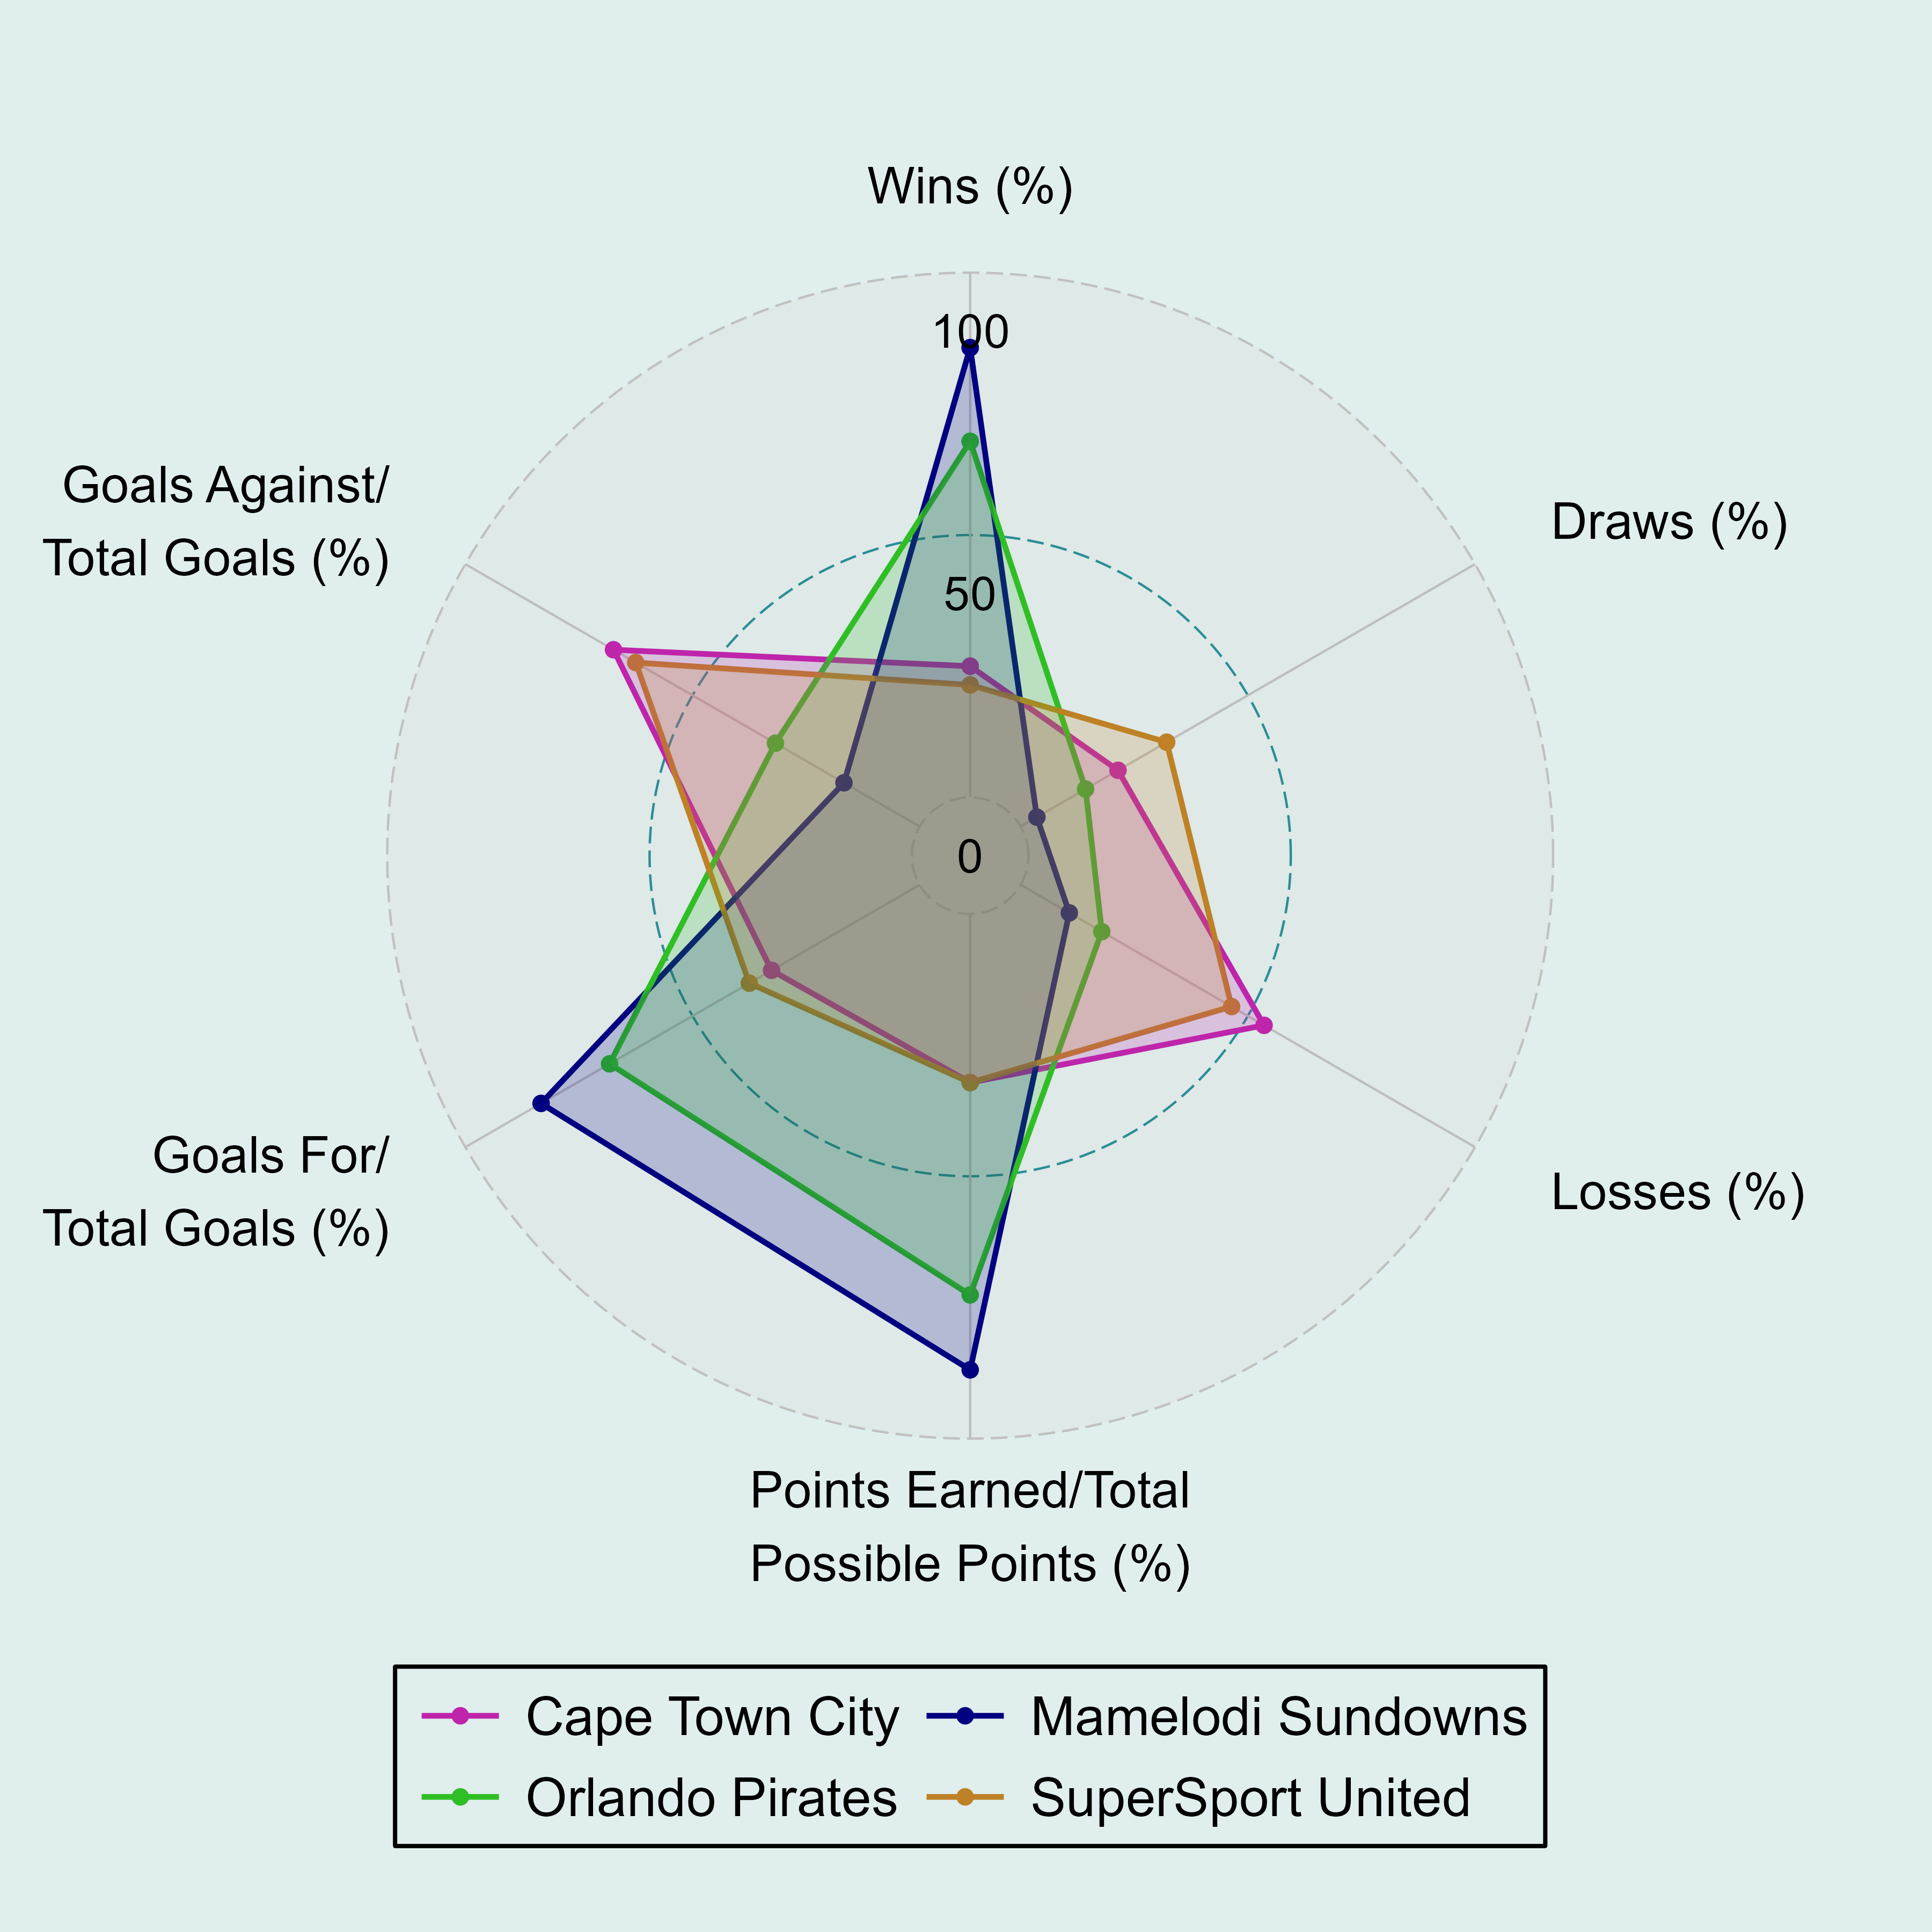 Wins (%)
100
Goals Against/
Total Goals (%)
Draws (%)
50
0
Goals For/
Total Goals (%)
Losses (%)
Points Earned/Total
Possible Points (%)
Cape Town City
Mamelodi Sundowns
Orlando Pirates
SuperSport United